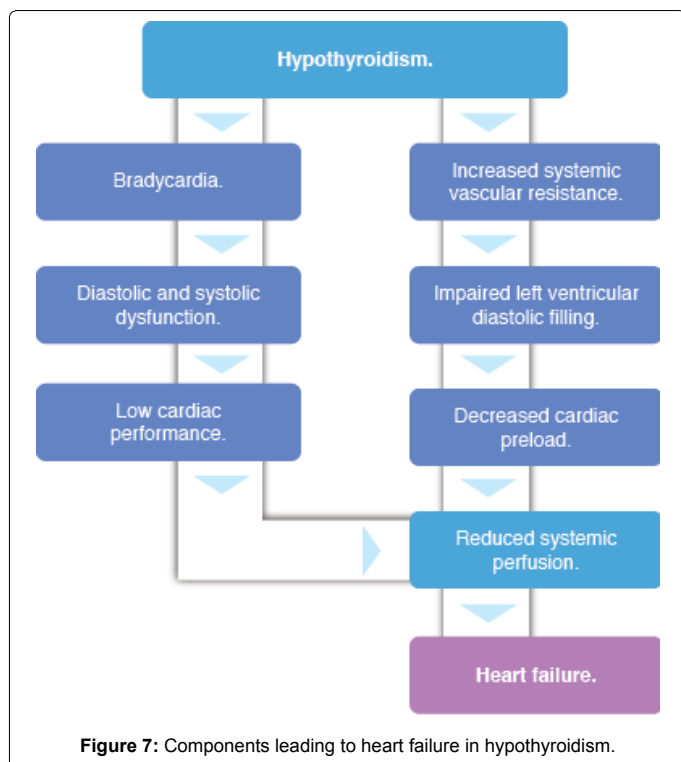 Hypothyroidism.
Bradycardia.
Diastolic and systolic
dysfunction.
Low cardiac
performance.
Increased systemic
vascular resistance.
Impaired left ventricular
diastolic filling.
Decreased cardiac
preload.
Reduced systemic
perfusion.
Heart failure.
Figure 7: Components leading to heart failure in hypothyroidism.